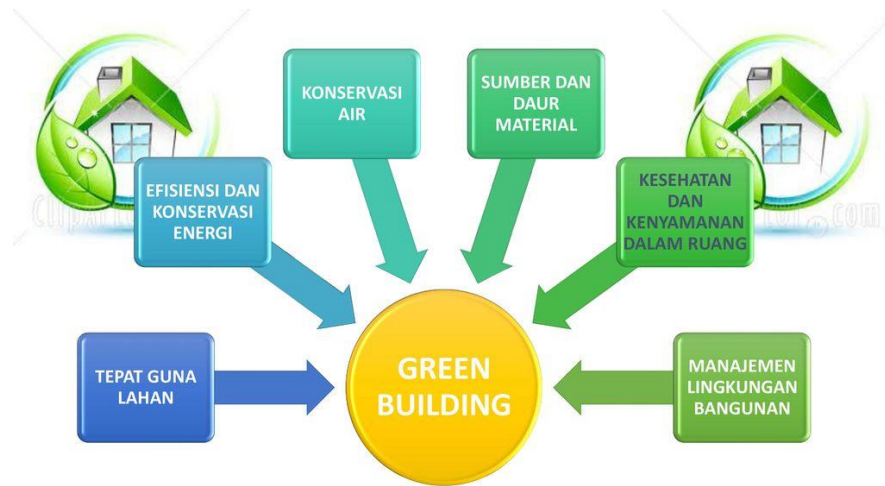 KONSERVASI
AIR
SUMBER DAN
DAUR
MATERIAL
EFISIENSI DAN
KONSERVASI
ENERGI
KESEHATAN
DAN
KENYAMANAN
DALAM RUANG
TEPAT GUNA
LAHAN
GREEN
BUILDING
MANAJEMEN
LINGKUNGAN
BANGUNAN